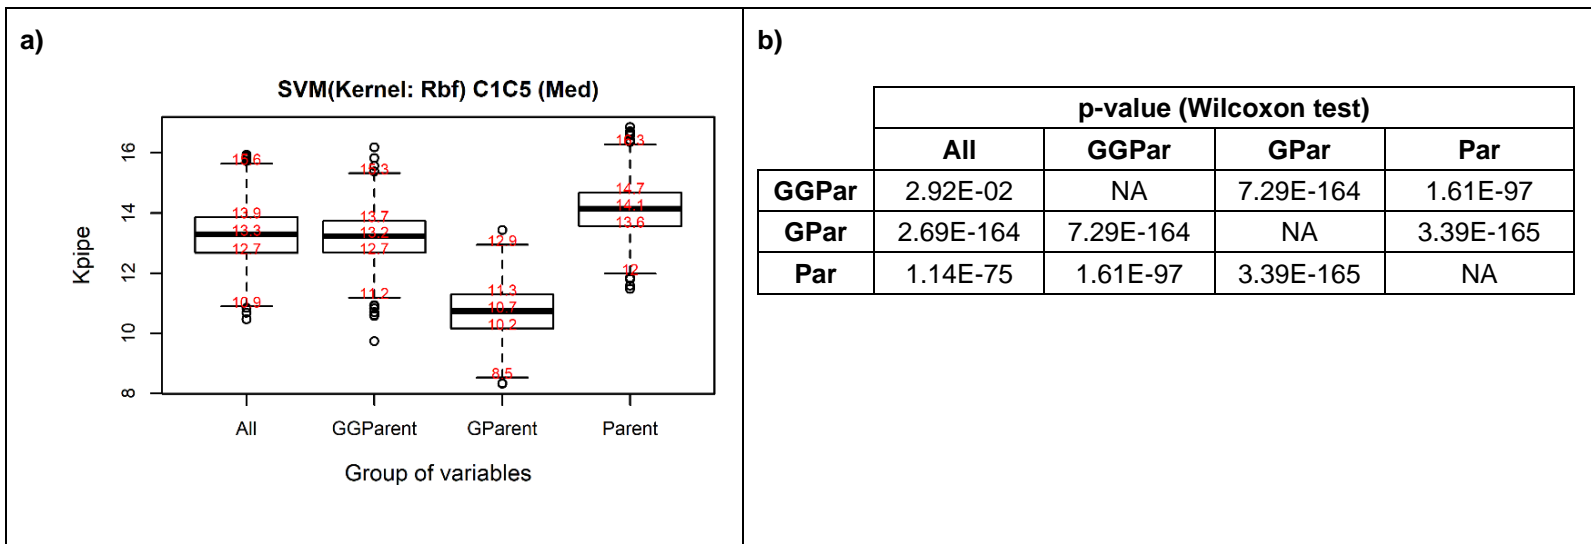 a)
SVM(Kernel: Rbf) C1C5 (Med)
Kpipe
16
14
12
10
8
15.6
13.9
13.3
12.7
10.9
15.3
13.7
13.2
12.7
11.2
12.9
11.3
10.7
10.2
8.5
16.3
14.7
14.1
13.6
12
All GGParent GParent Parent
Group of variables
b)
p-value (Wilcoxon test)
All GGPar GPar Par
GGPar 2.92E-02 NA 7.29E-164 1.61E-97
GPar 2.69E-164 7.29E-164 NA 3.39E-165
Par 1.14E-75 1.61E-97 3.39E-165 NA